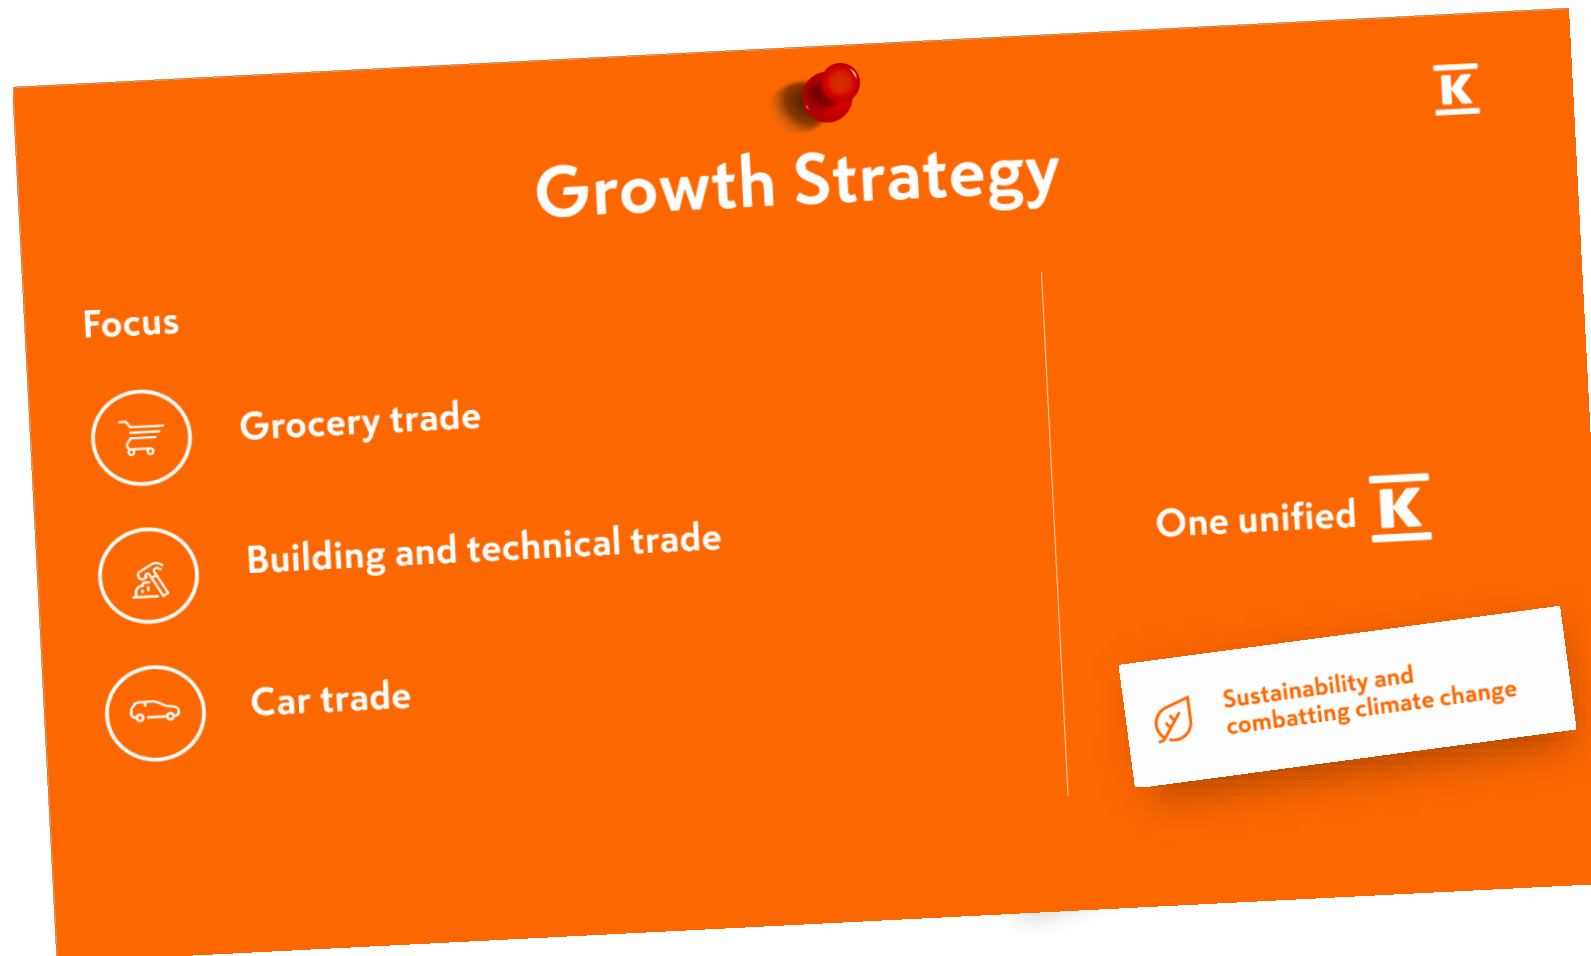 K
Growth Strategy
Focus
Grocery trade
Building and technical trade
Car trade
One unified K
Sustainability and
combatting climate change